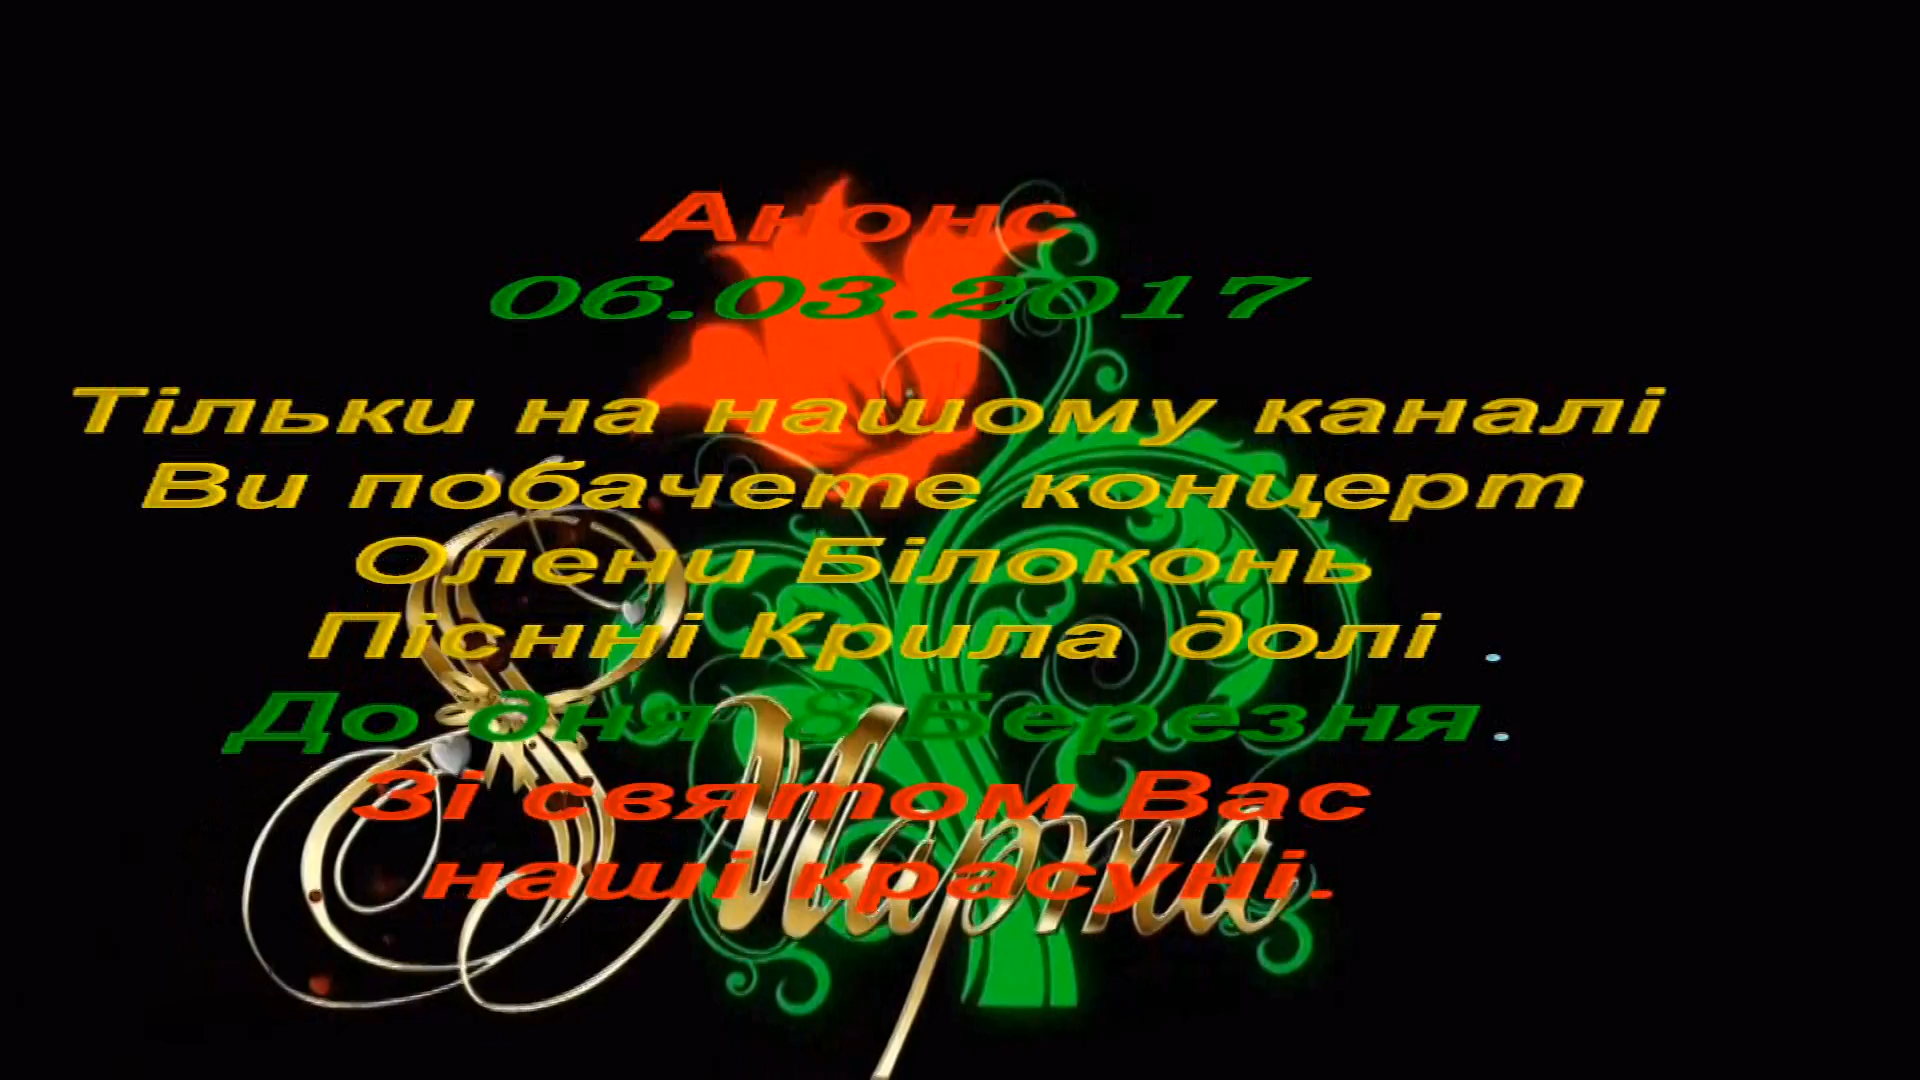 Анонс
06.03.2017
Тільки на нашому каналі
Ви побачете концерт
Олени Білоконь
Піснні Крила долі .
До дня 8 Березня.
Зі святом Вас
наші красуні.
8 Марта